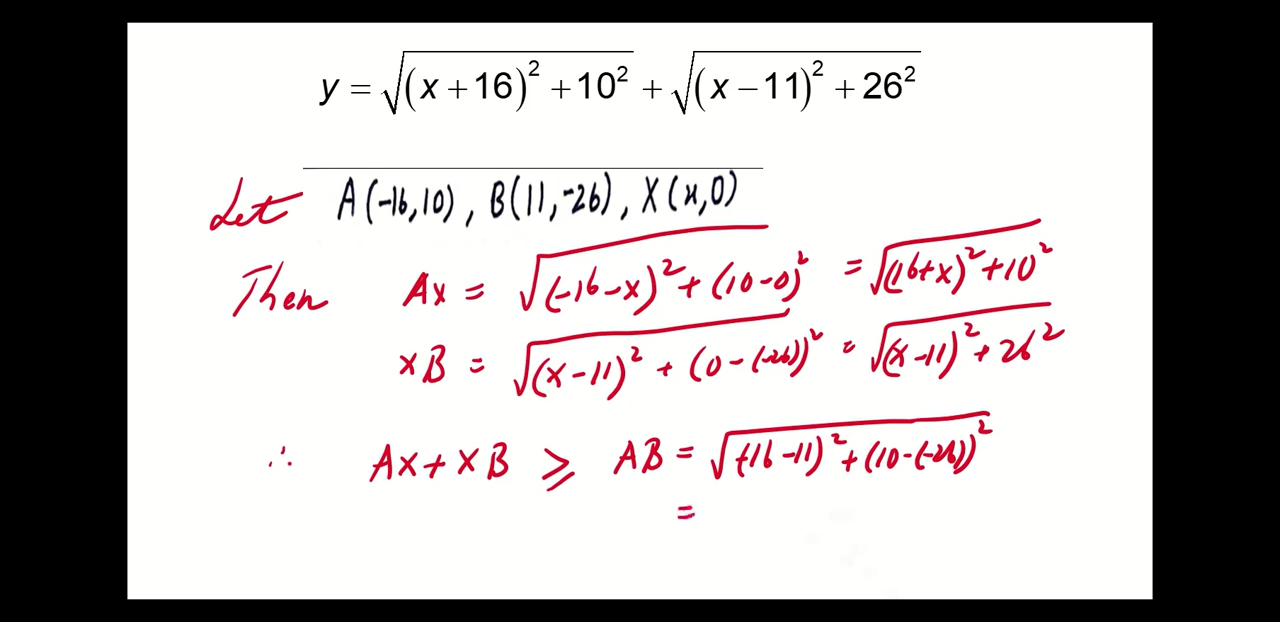 y = √((x + 16)² + 10²) + √((x − 11)² + 26²)
Let A(-16,10), B(11,-26), X(x,0)
Then AX = √((-16-x)² + (10-0)²) = √((16+x)² + 10²)
XB = √((x-11)² + (0-(-26))²) = √((x-11)² + 26²)
∴ AX + XB ⩾ AB = √((-16-11)² + (10-(-26))²)
=